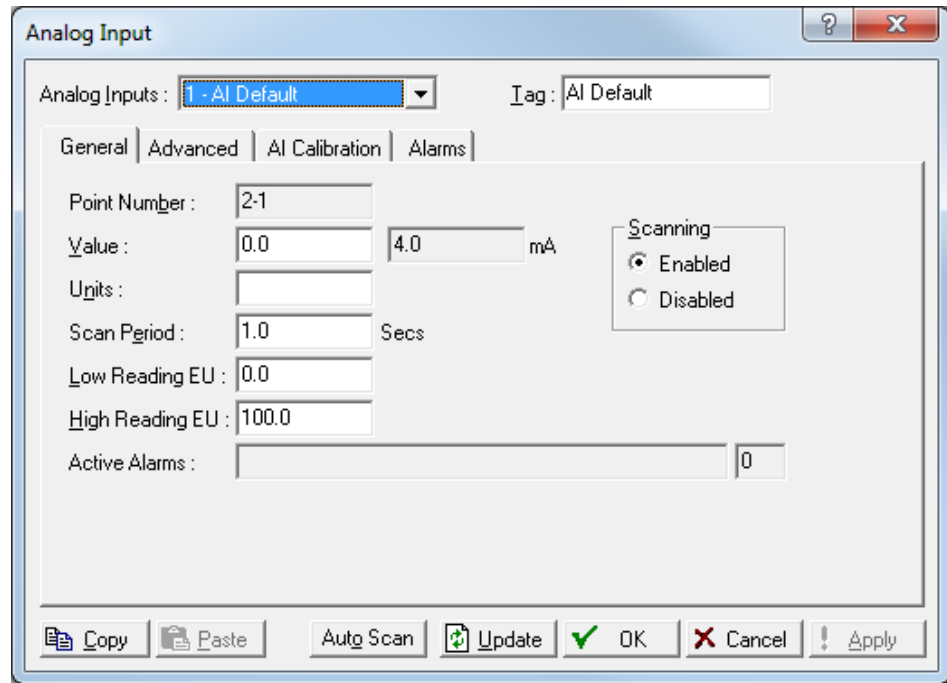 Analog Input
Analog Inputs : 1 - AI Default Tag : AI Default
General Advanced AI Calibration Alarms
Point Number : 2-1
Value : 0.0 4.0 mA
Scanning
Enabled
Disabled
Units :
Scan Period : 1.0 Secs
Low Reading EU : 0.0
High Reading EU : 100.0
Active Alarms : 0
Copy Paste Auto Scan Update OK Cancel Apply